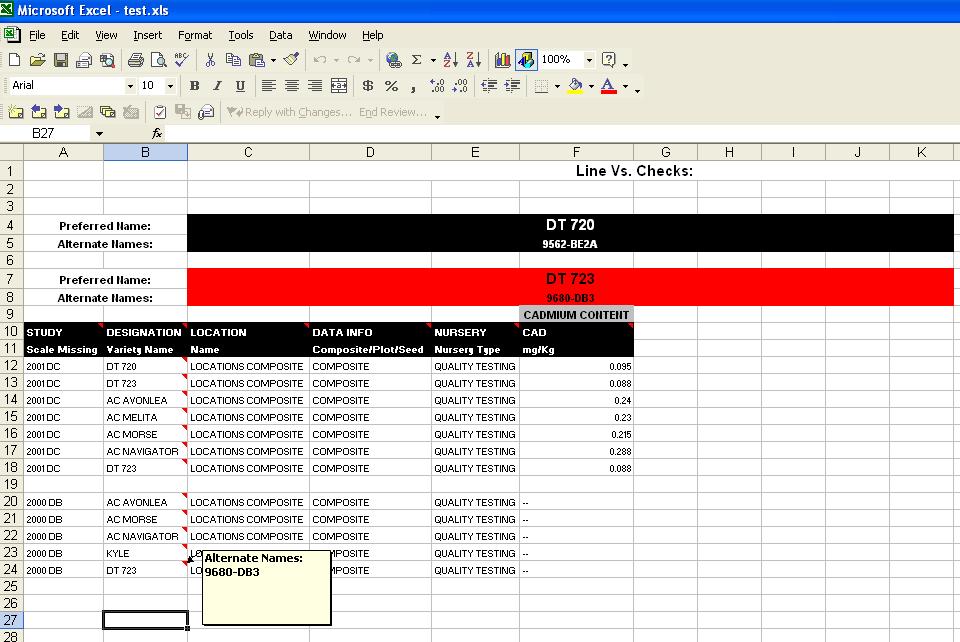 Microsoft Excel - test.xls
File Edit View Insert Format Tools Data Window Help
100%
Arial 10 B I U $ % ,
Reply with Changes... End Review...
B27 fx
A B C D E F G H I J K
1 Line Vs. Checks:
2
3
4 Preferred Name: DT 720
5 Alternate Names: 9562-BE2A
6
7 Preferred Name: DT 723
8 Alternate Names: 9680-DB3
9 CADMIUM CONTENT
10 STUDY DESIGNATION LOCATION DATA INFO NURSERY CAD
11 Scale Missing Variety Name Name Composite/Plot/Seed Nursery Type mg/Kg
12 2001DC DT 720 LOCATIONS COMPOSITE COMPOSITE QUALITY TESTING 0.095
13 2001DC DT 723 LOCATIONS COMPOSITE COMPOSITE QUALITY TESTING 0.088
14 2001DC AC AVONLEA LOCATIONS COMPOSITE COMPOSITE QUALITY TESTING 0.24
15 2001DC AC MELITA LOCATIONS COMPOSITE COMPOSITE QUALITY TESTING 0.23
16 2001DC AC MORSE LOCATIONS COMPOSITE COMPOSITE QUALITY TESTING 0.215
17 2001DC AC NAVIGATOR LOCATIONS COMPOSITE COMPOSITE QUALITY TESTING 0.288
18 2001DC DT 723 LOCATIONS COMPOSITE COMPOSITE QUALITY TESTING 0.088
19
20 2000 DB AC AVONLEA LOCATIONS COMPOSITE COMPOSITE QUALITY TESTING --
21 2000 DB AC MORSE LOCATIONS COMPOSITE COMPOSITE QUALITY TESTING --
22 2000 DB AC NAVIGATOR LOCATIONS COMPOSITE COMPOSITE QUALITY TESTING --
23 2000 DB KYLE LO MPOSITE QUALITY TESTING --
Alternate Names:
24 2000 DB DT 723 LO MPOSITE QUALITY TESTING --
9680-DB3
25
26
27
28